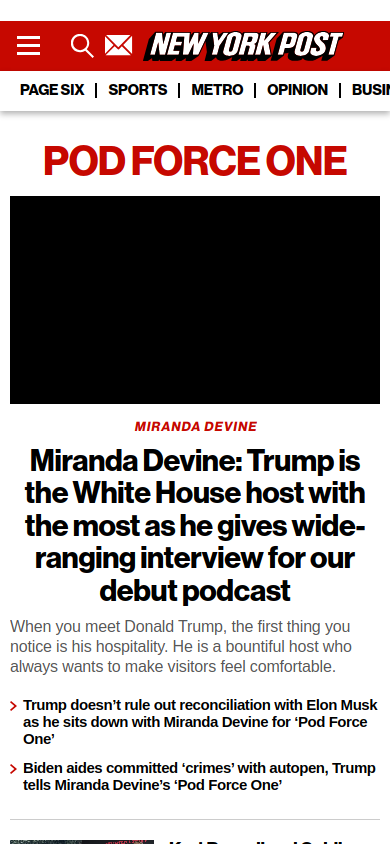 NEW YORK POST
PAGE SIX | SPORTS | METRO | OPINION | BUSIN
POD FORCE ONE
MIRANDA DEVINE
Miranda Devine: Trump is
the White House host with
the most as he gives wide-
ranging interview for our
debut podcast
When you meet Donald Trump, the first thing you
notice is his hospitality. He is a bountiful host who
always wants to make visitors feel comfortable.
Trump doesn’t rule out reconciliation with Elon Musk
as he sits down with Miranda Devine for ‘Pod Force
One’
Biden aides committed ‘crimes’ with autopen, Trump
tells Miranda Devine’s ‘Pod Force One’